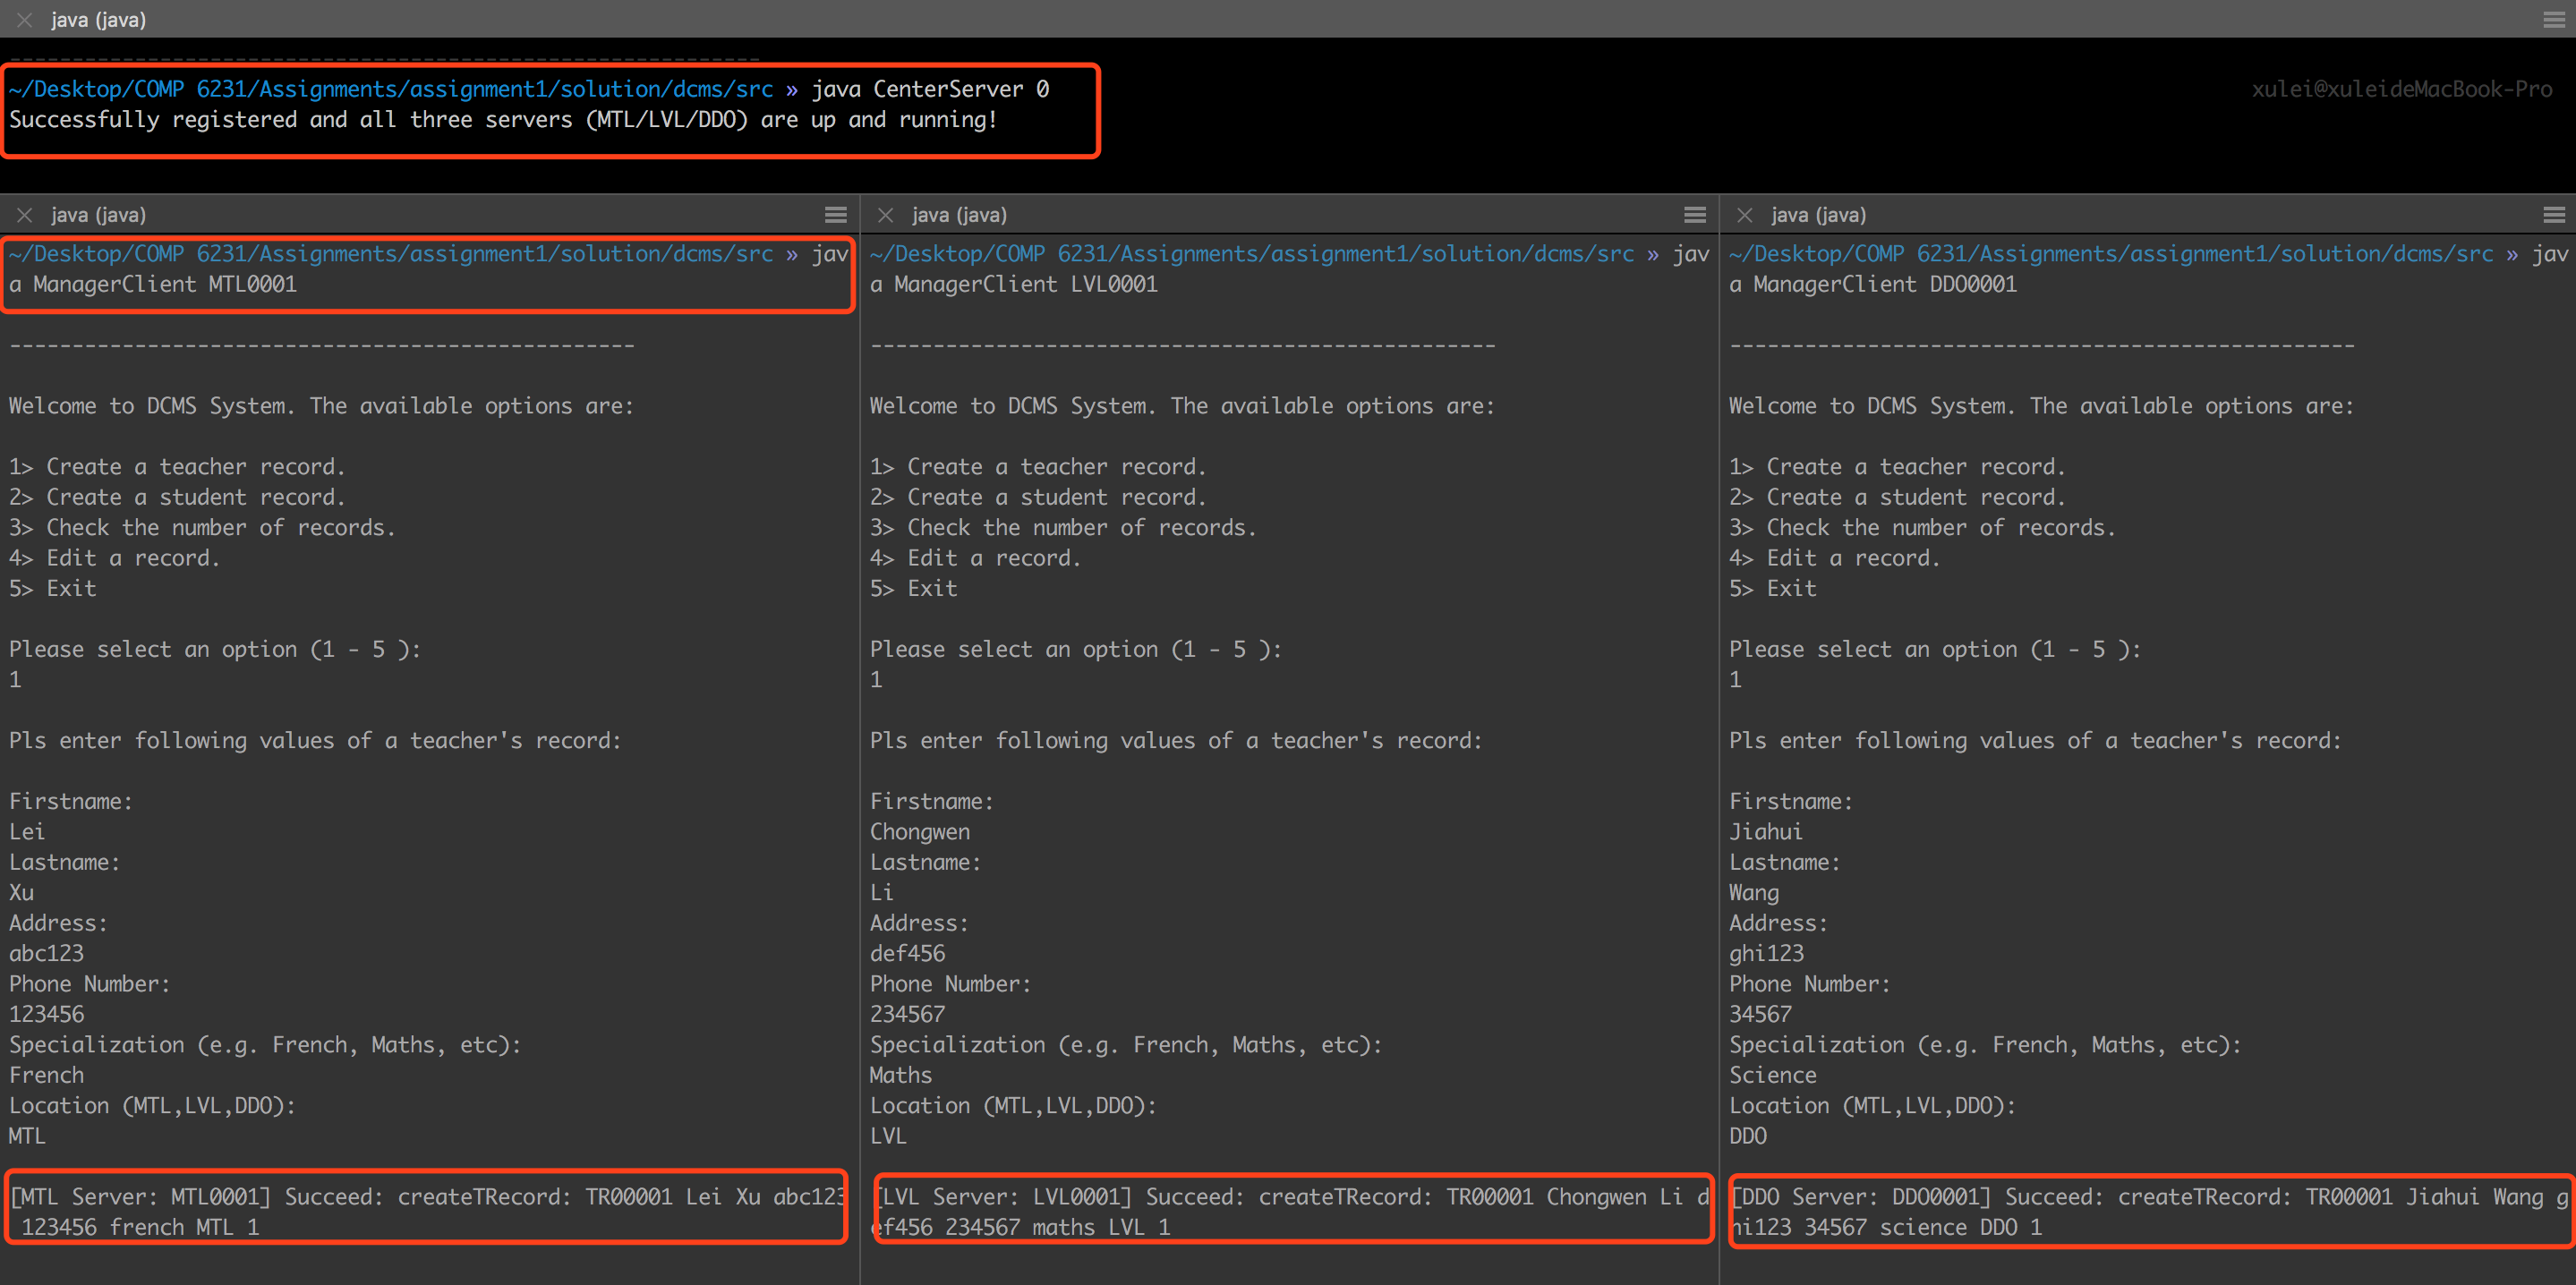 java (java)
~/Desktop/COMP 6231/Assignments/assignment1/solution/dcms/src » java CenterServer 0
xulei@xuleideMacBook-Pro
Successfully registered and all three servers (MTL/LVL/DDO) are up and running!
java (java)
~/Desktop/COMP 6231/Assignments/assignment1/solution/dcms/src » jav
a ManagerClient MTL0001
--------------------------------------------------
Welcome to DCMS System. The available options are:
1> Create a teacher record.
2> Create a student record.
3> Check the number of records.
4> Edit a record.
5> Exit
Please select an option (1 - 5 ):
1
Pls enter following values of a teacher's record:
Firstname:
Lei
Lastname:
Xu
Address:
abc123
Phone Number:
123456
Specialization (e.g. French, Maths, etc):
French
Location (MTL,LVL,DDO):
MTL
[MTL Server: MTL0001] Succeed: createTRecord: TR00001 Lei Xu abc123
123456 french MTL 1
java (java)
~/Desktop/COMP 6231/Assignments/assignment1/solution/dcms/src » jav
a ManagerClient LVL0001
--------------------------------------------------
Welcome to DCMS System. The available options are:
1> Create a teacher record.
2> Create a student record.
3> Check the number of records.
4> Edit a record.
5> Exit
Please select an option (1 - 5 ):
1
Pls enter following values of a teacher's record:
Firstname:
Chongwen
Lastname:
Li
Address:
def456
Phone Number:
234567
Specialization (e.g. French, Maths, etc):
Maths
Location (MTL,LVL,DDO):
LVL
[LVL Server: LVL0001] Succeed: createTRecord: TR00001 Chongwen Li d
ef456 234567 maths LVL 1
java (java)
~/Desktop/COMP 6231/Assignments/assignment1/solution/dcms/src » jav
a ManagerClient DDO0001
--------------------------------------------------
Welcome to DCMS System. The available options are:
1> Create a teacher record.
2> Create a student record.
3> Check the number of records.
4> Edit a record.
5> Exit
Please select an option (1 - 5 ):
1
Pls enter following values of a teacher's record:
Firstname:
Jiahui
Lastname:
Wang
Address:
ghi123
Phone Number:
34567
Specialization (e.g. French, Maths, etc):
Science
Location (MTL,LVL,DDO):
DDO
[DDO Server: DDO0001] Succeed: createTRecord: TR00001 Jiahui Wang g
hi123 34567 science DDO 1